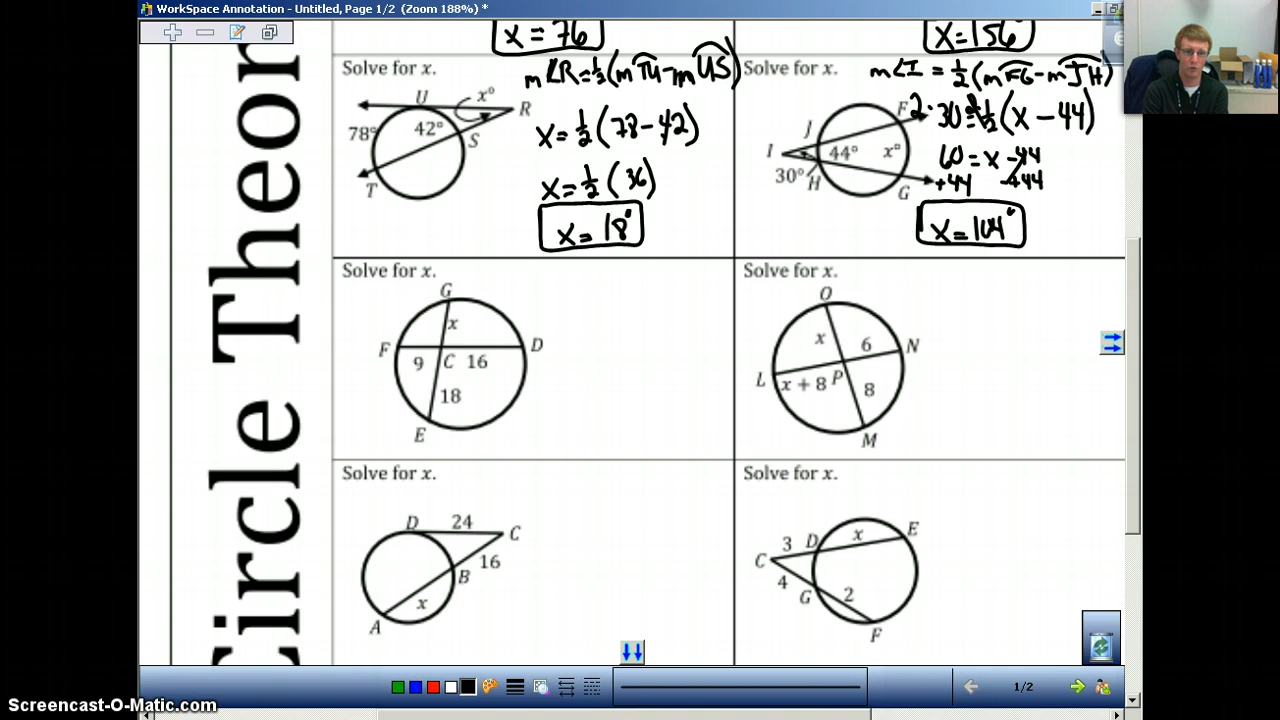 WorkSpace Annotation - Untitled, Page 1/2 (Zoom 188%) *
Circle Theor
x = 76
x = 156°
Solve for x.
m∠R = ½(mTU - mUS)
U
x°
R
78°
42°
S
T
x = ½(78 - 42)
x = ½(36)
x = 18°
Solve for x.
m∠I = ½(mFG - mJH)
J
F
I
44°
x°
30°
H
G
2· 30 = 2·½(x - 44)
60 = x - 44
+44 +44
x = 104°
Solve for x.
G
x
F
D
9
C
16
18
E
Solve for x.
O
x
6
N
L
x + 8
P
8
M
Solve for x.
D
24
C
16
B
x
A
Solve for x.
3
D
x
E
C
4
G
2
F
1/2
Screencast-O-Matic.com